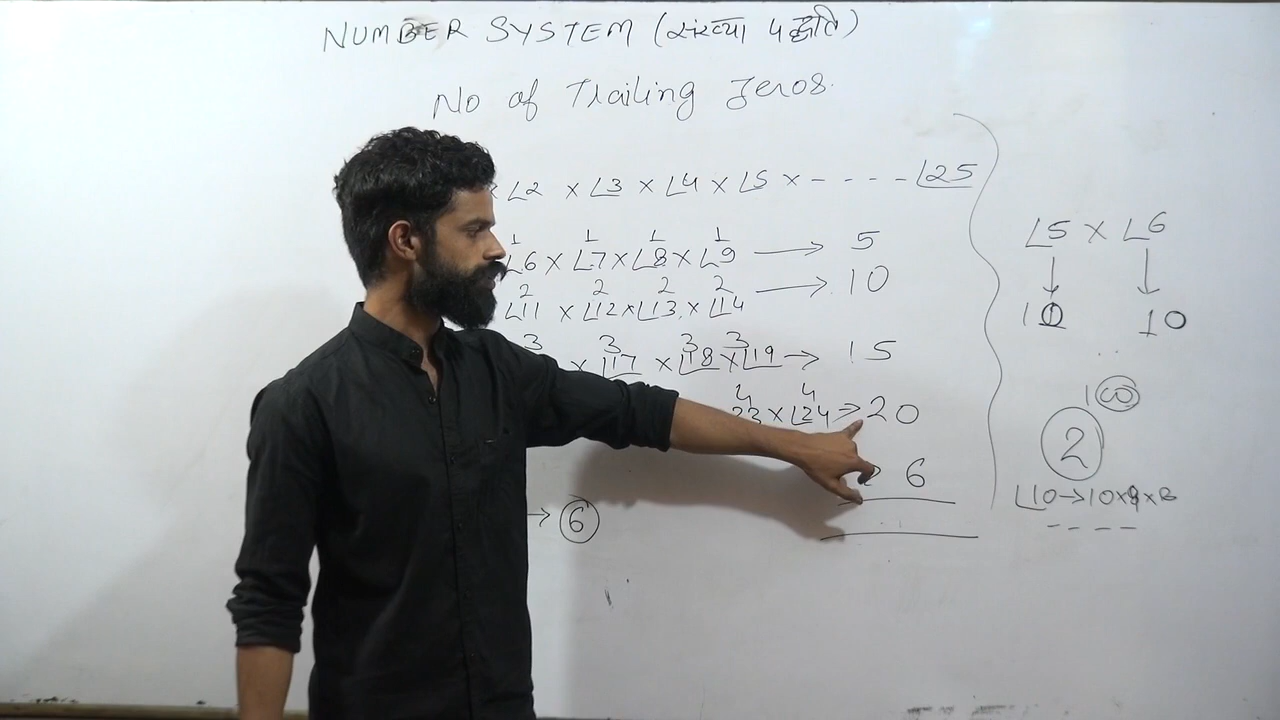 NUMBER SYSTEM (संख्या पद्धति)
No of Trailing Zeros.
× ∟2 × ∟3 × ∟4 × ∟5 × - - - - ∟25
1 1 1 1
∟6 × ∟7 × ∟8 × ∟9 → 5
2 2 2 2
∟11 × ∟12 × ∟13 × ∟14 → 10
3 3 3 3
× ∟17 × ∟18 × ∟19 → 15
4 4
23 × ∟24 → 20
→ 6
→ 6
∟5 × ∟6
↓ ↓
10 10
100
2
∟10 → 10×9×8
- - - -